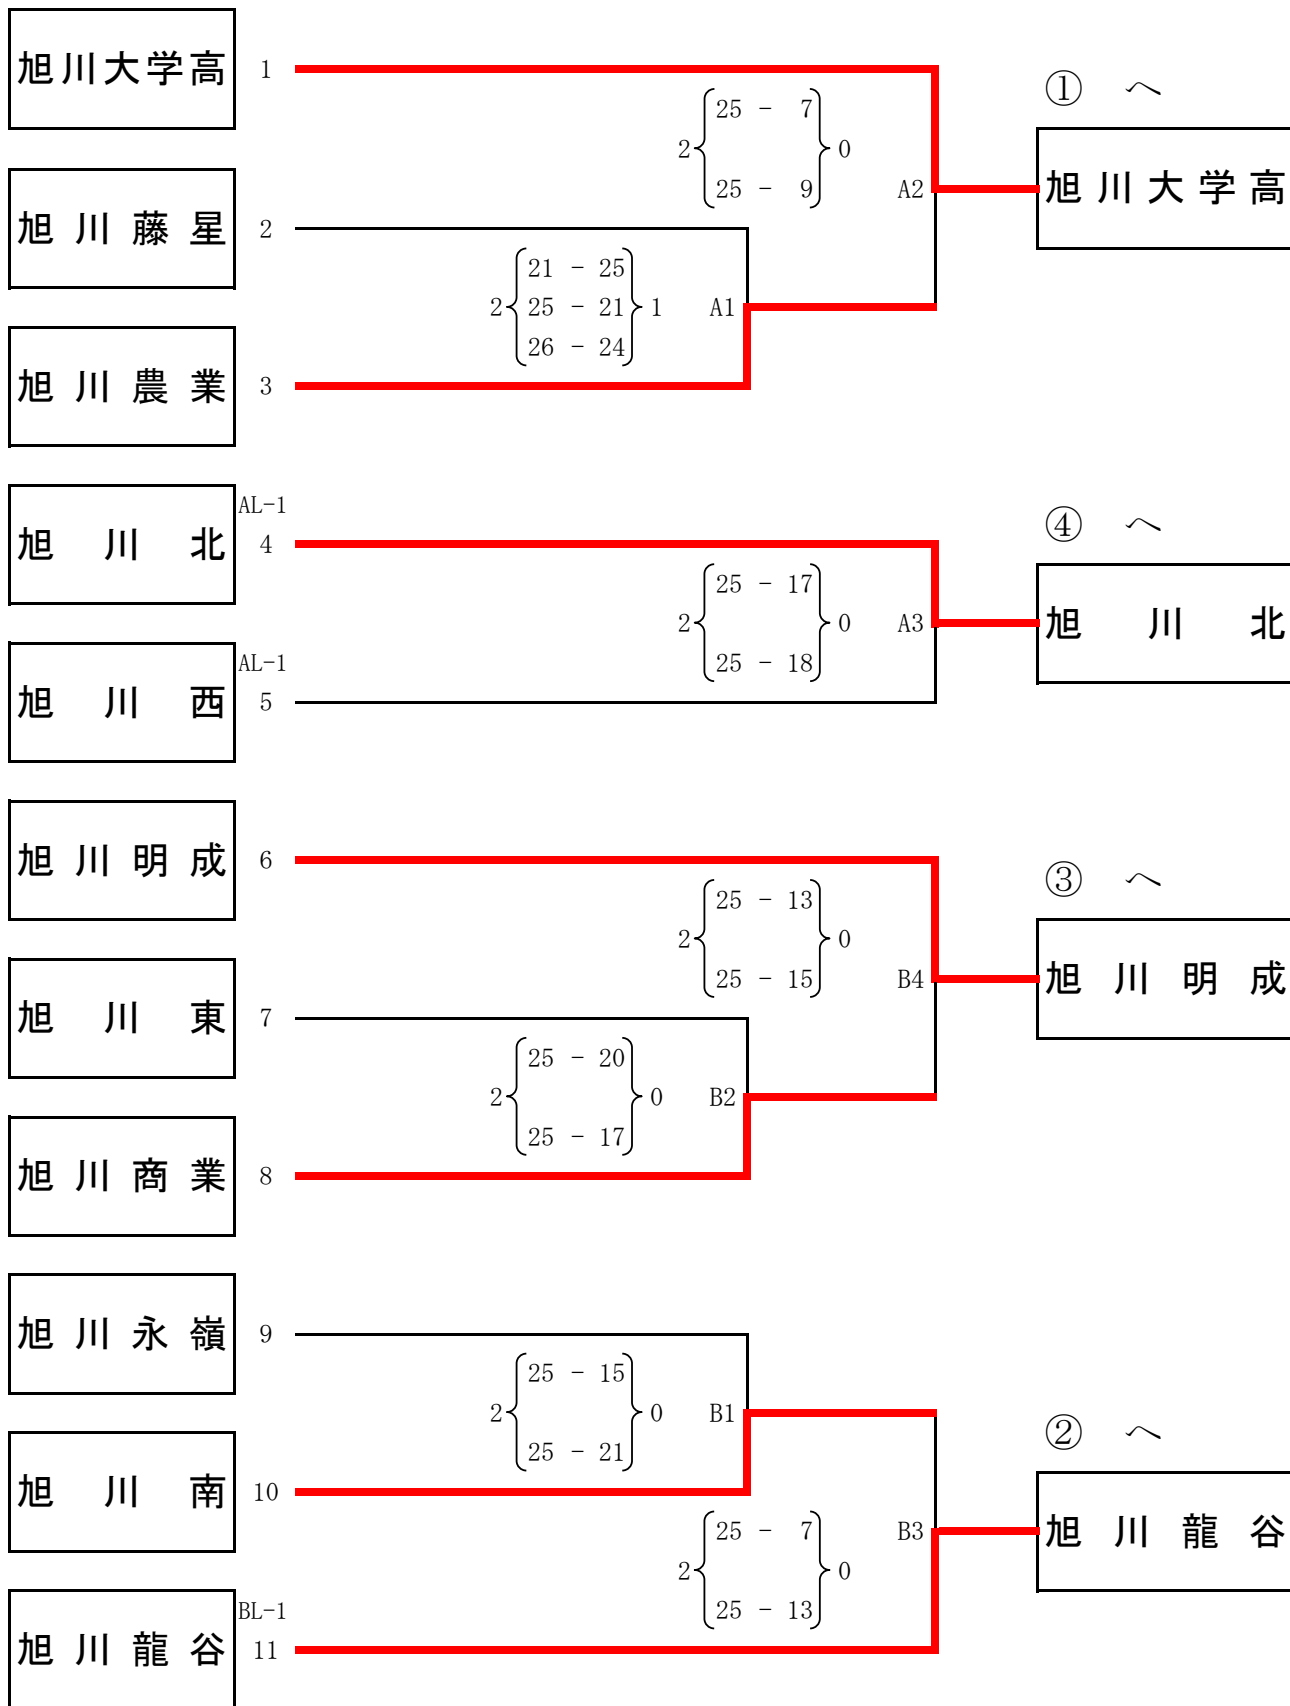 旭川大学高 1
① へ
25 - 7
2 0
25 - 9
A2
旭川大学高
旭川藤星 2
21 - 25
2 25 - 21 1
26 - 24
A1
旭川農業 3
AL-1
旭川北 4
④ へ
25 - 17
2 0
25 - 18
A3
旭川北
AL-1
旭川西 5
旭川明成 6
③ へ
25 - 13
2 0
25 - 15
B4
旭川明成
旭川東 7
25 - 20
2 0
25 - 17
B2
旭川商業 8
旭川永嶺 9
25 - 15
2 0
25 - 21
B1
② へ
旭川南 10
25 - 7
2 0
25 - 13
B3
旭川龍谷
BL-1
旭川龍谷 11